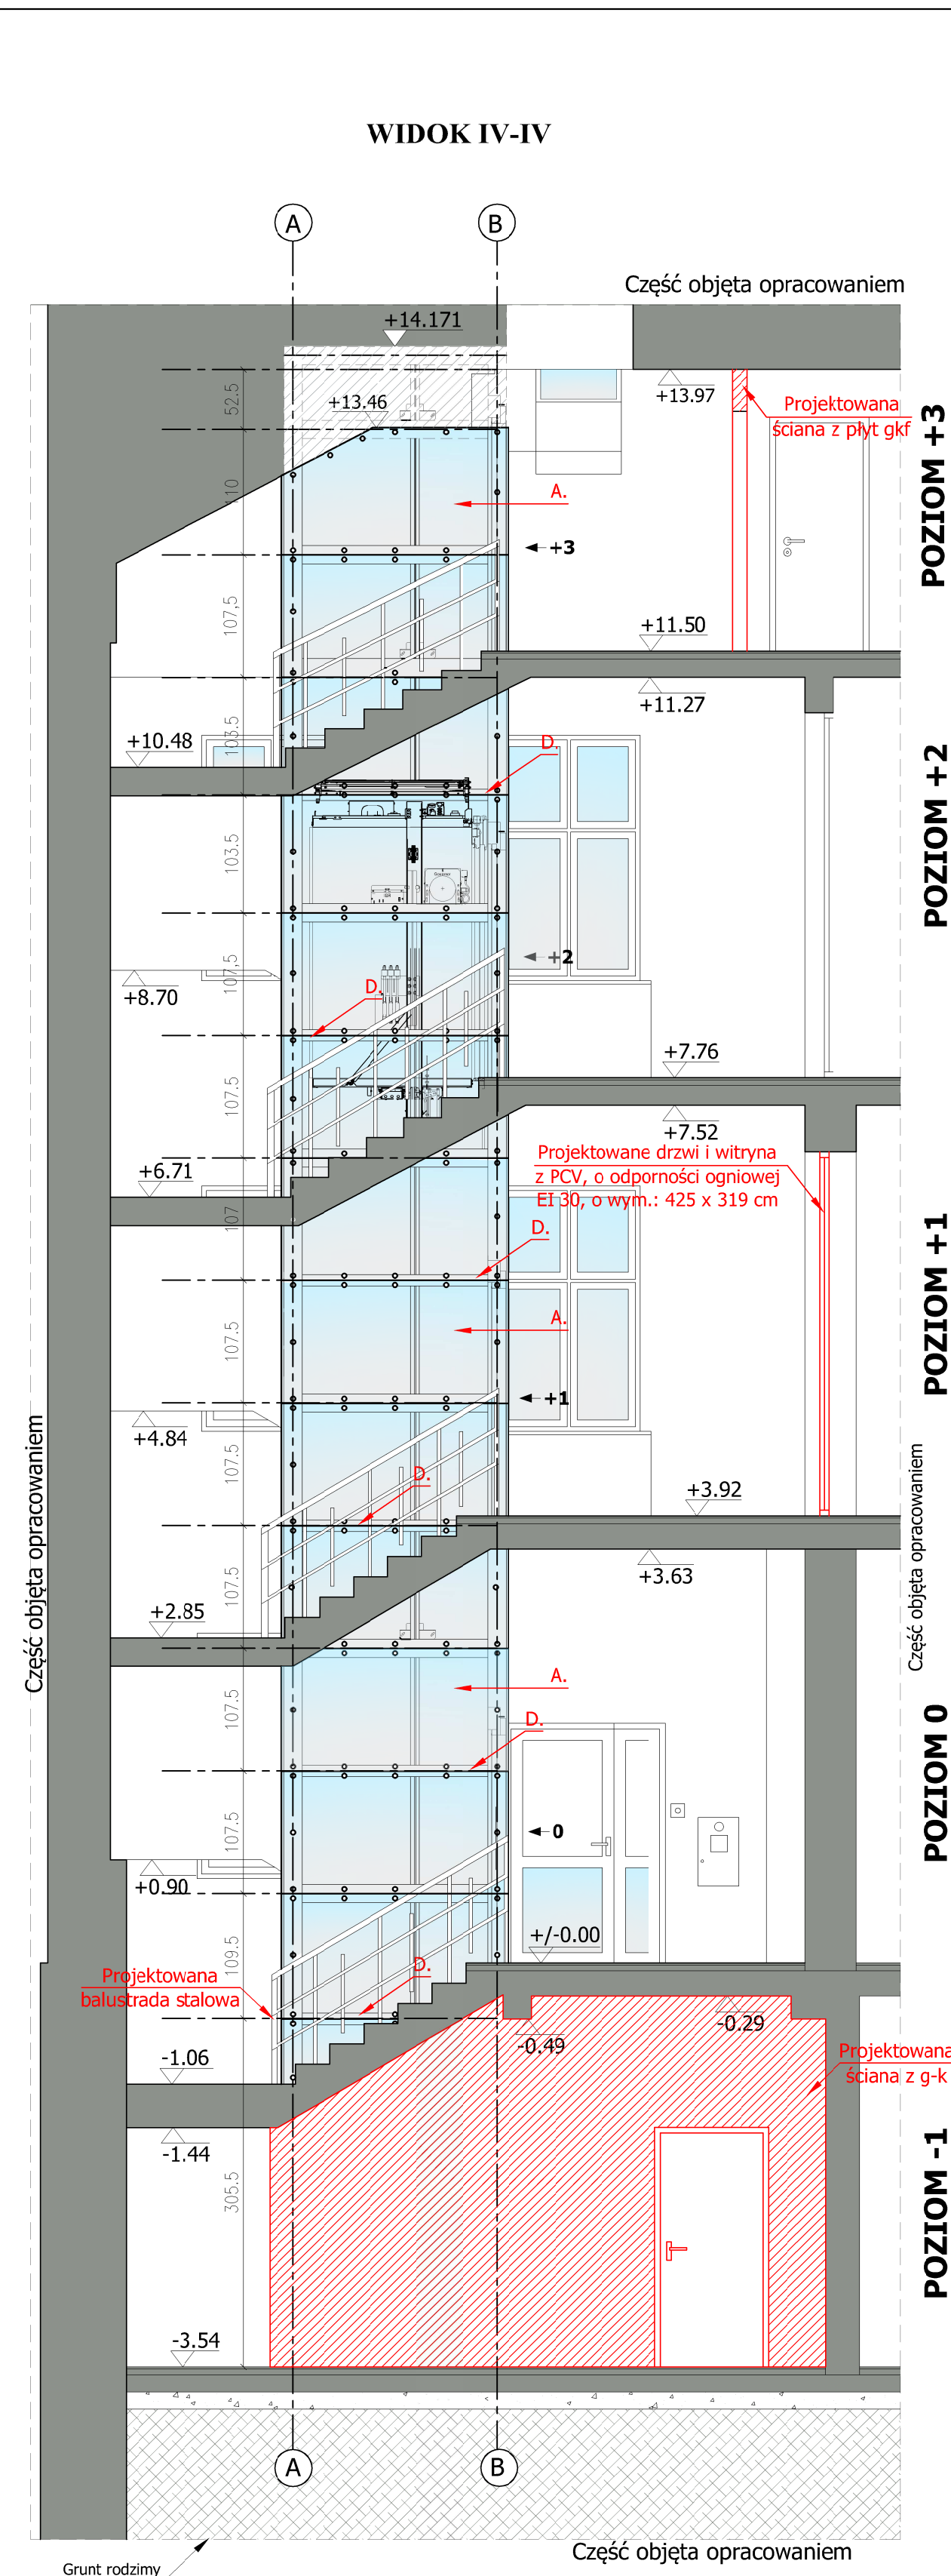 WIDOK IV-IV
A
B
Część objęta opracowaniem
+14.171
52.5
+13.46
+13.97
Projektowana
ściana z płyt gkf
POZIOM +3
110
A.
+3
107,5
+11.50
+11.27
103.5
+10.48
D.
POZIOM +2
103.5
+2
107,5
+8.70
D.
+7.76
107.5
+7.52
Projektowane drzwi i witryna
z PCV, o odporności ogniowej
EI 30, o wym.: 425 x 319 cm
+6.71
107
D.
POZIOM +1
A.
107.5
+1
+4.84
107.5
D.
+3.92
Część objęta opracowaniem
Część objęta opracowaniem
107.5
+3.63
+2.85
A.
107.5
D.
POZIOM 0
107.5
0
+0.90
109.5
+/-0.00
D.
Projektowana
balustrada stalowa
-0.49
-0.29
-1.06
Projektowana
ściana z g-k
-1.44
305.5
POZIOM -1
-3.54
A
B
Część objęta opracowaniem
Grunt rodzimy